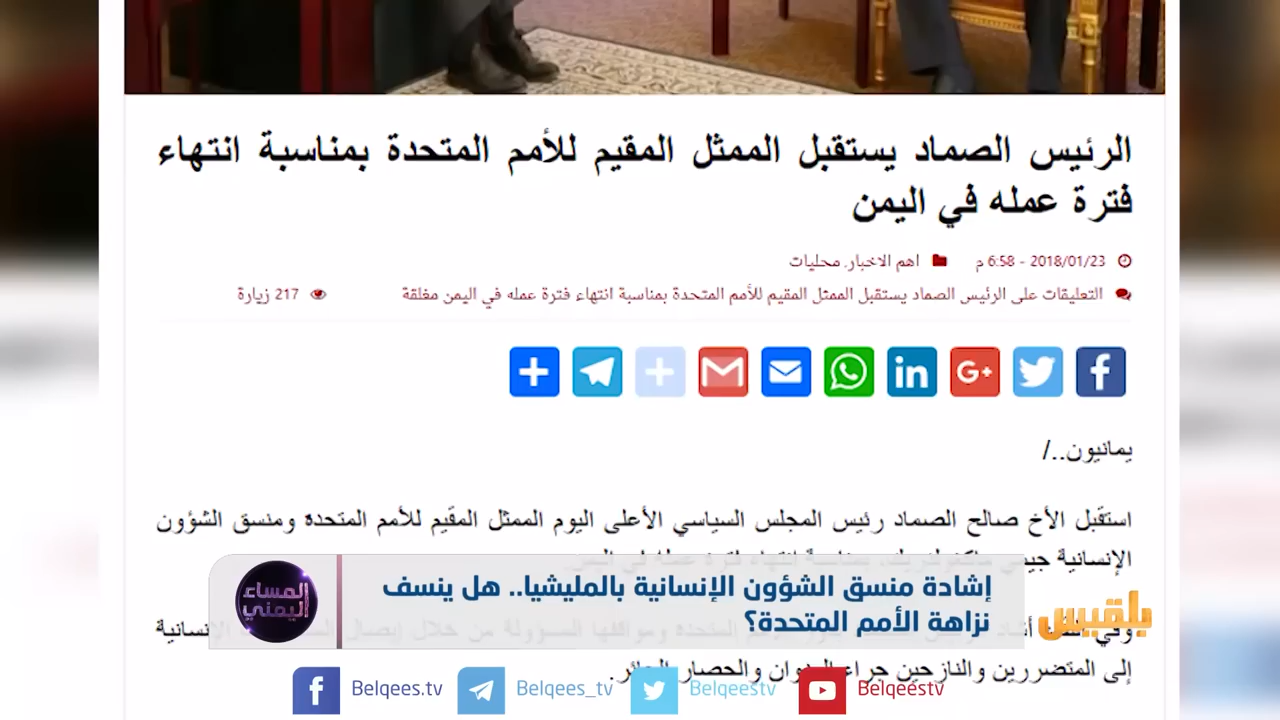 الرئيس الصماد يستقبل الممثل المقيم للأمم المتحدة بمناسبة انتهاء
فترة عمله في اليمن
2018/01/23 - 6:58 م
اهم الاخبار, محليات
التعليقات على الرئيس الصماد يستقبل الممثل المقيم للأمم المتحدة بمناسبة انتهاء فترة عمله في اليمن مغلقة
217 زيارة
يمانيون../
استقبل الأخ صالح الصماد رئيس المجلس السياسي الأعلى اليوم الممثل المقيم للأمم المتحدة ومنسق الشؤون
الإنسانية
إشادة منسق الشؤون الإنسانية بالمليشيا.. هل ينسف
نزاهة الأمم المتحدة؟
المساء اليمني
بلقيس
إلى المتضررين والنازحين جراء العدوان والحصار الجائر.
Belqees.tv
Belqees_tv
Belqeestv
Belqeestv